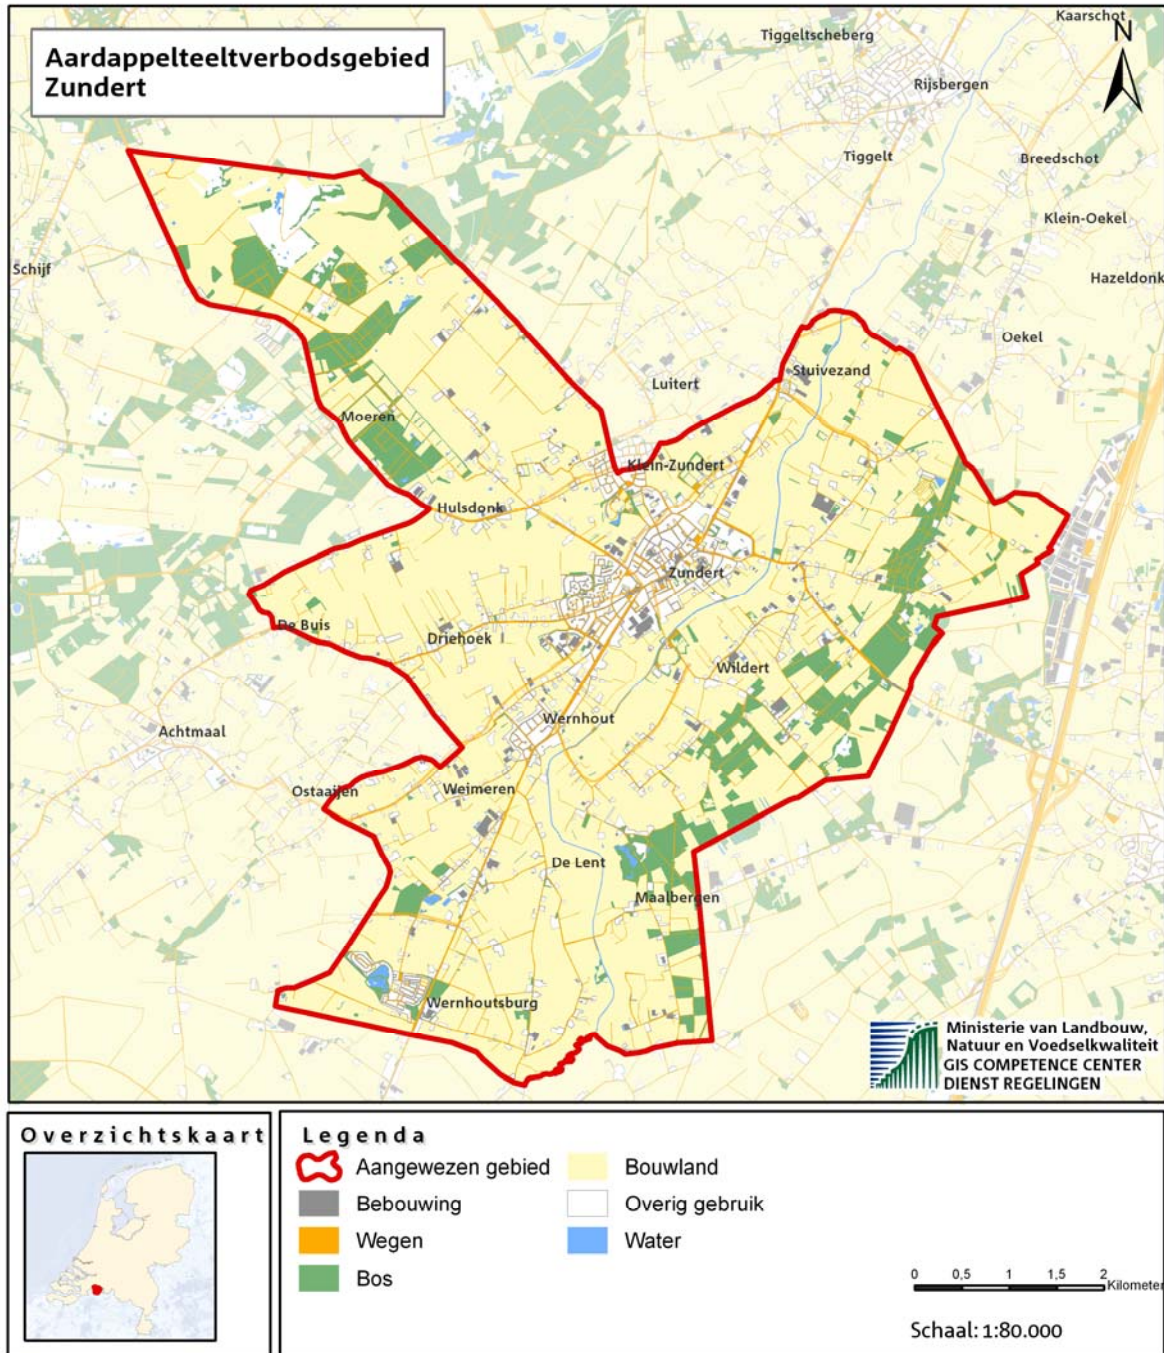 Aardappelteeltverbodsgebied
Zundert
Kaarschot
Tiggeltscheberg
N
Rijsbergen
Tiggelt
Breedschot
Klein-Oekel
Schijf
Hazeldonk
Oekel
Stuivezand
Luitert
Moeren
Klein-Zundert
Hulsdonk
Zundert
De Buis
Driehoek
Wildert
Wernhout
Achtmaal
Ostaaijen
Weimeren
De Lent
Maalbergen
Wernhoutsburg
Ministerie van Landbouw,
Natuur en Voedselkwaliteit
GIS COMPETENCE CENTER
DIENST REGELINGEN
Overzichtskaart
Legenda
Aangewezen gebied
Bebouwing
Wegen
Bos
Bouwland
Overig gebruik
Water
0 0,5 1 1,5 2
Kilometer
Schaal: 1:80.000